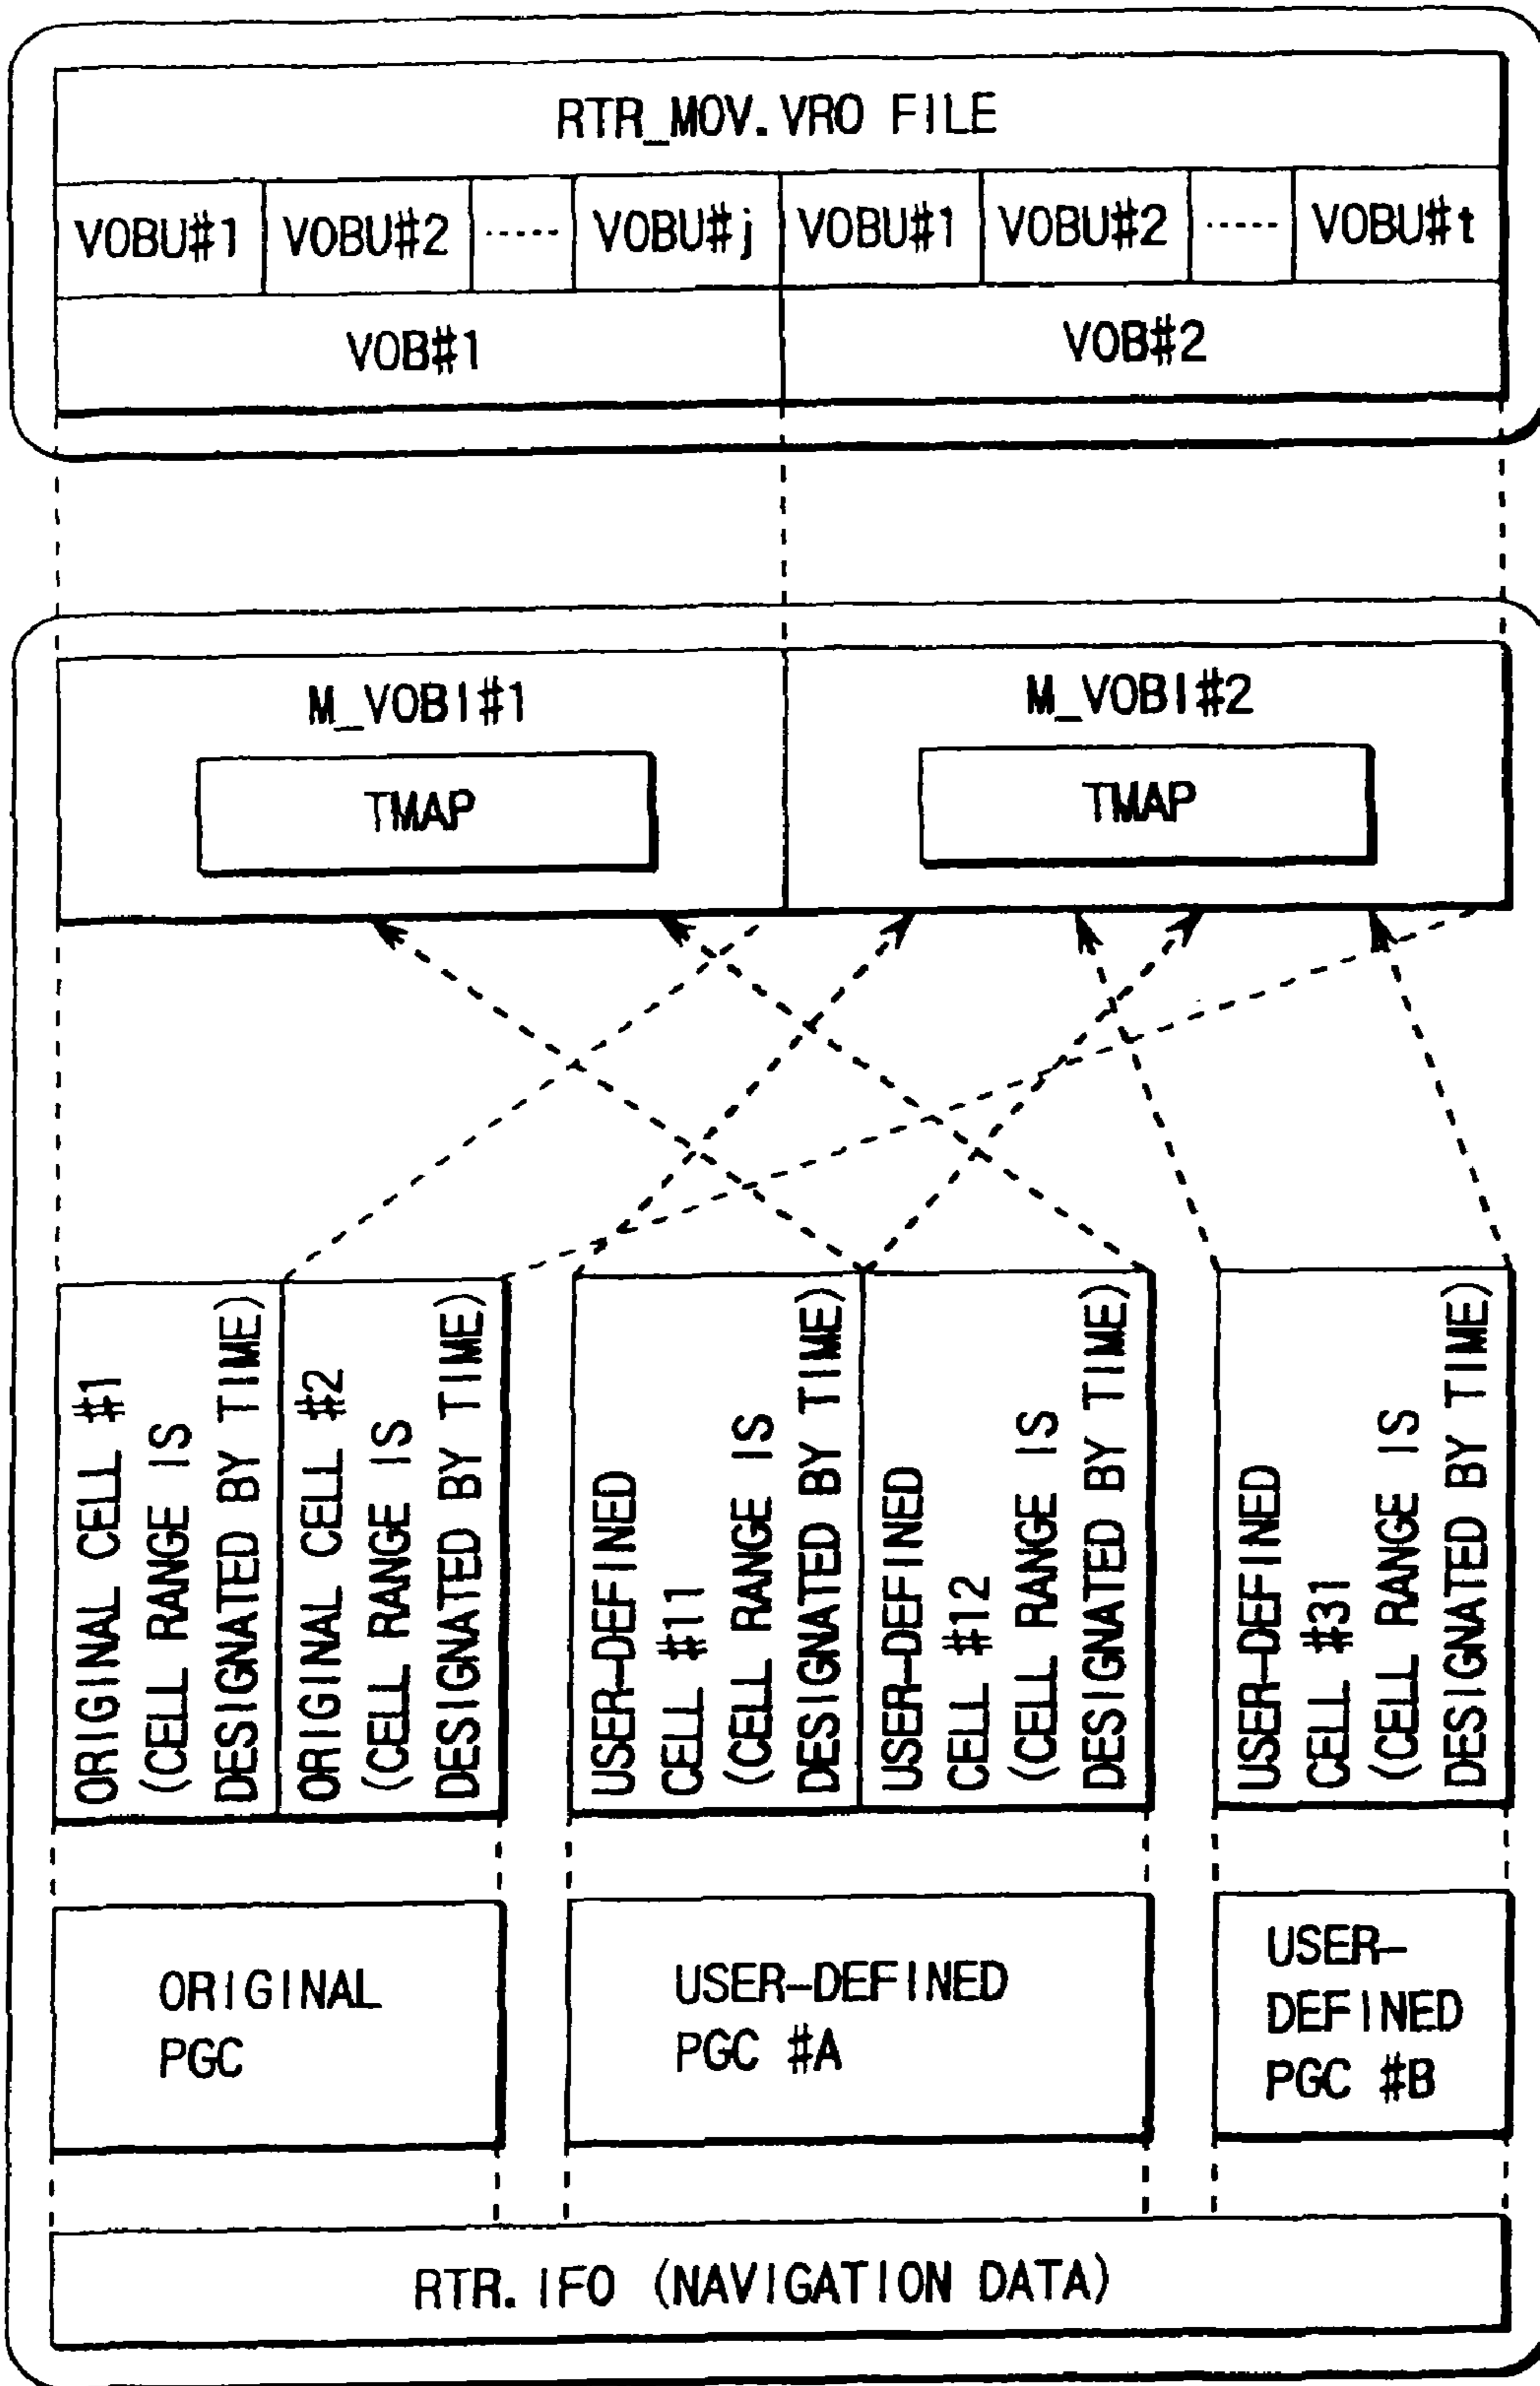 RTR_MOV.VRO FILE
VOBU#1
VOBU#2
-----
VOBU#j
VOBU#1
VOBU#2
-----
VOBU#t
VOB#1
VOB#2
M_VOBI#1
TMAP
M_VOBI#2
TMAP
ORIGINAL CELL #1
(CELL RANGE IS
DESIGNATED BY TIME)
ORIGINAL CELL #2
(CELL RANGE IS
DESIGNATED BY TIME)
USER-DEFINED
CELL #11
(CELL RANGE IS
DESIGNATED BY TIME)
USER-DEFINED
CELL #12
(CELL RANGE IS
DESIGNATED BY TIME)
USER-DEFINED
CELL #31
(CELL RANGE IS
DESIGNATED BY TIME)
ORIGINAL
PGC
USER-DEFINED
PGC #A
USER-
DEFINED
PGC #B
RTR.IFO (NAVIGATION DATA)